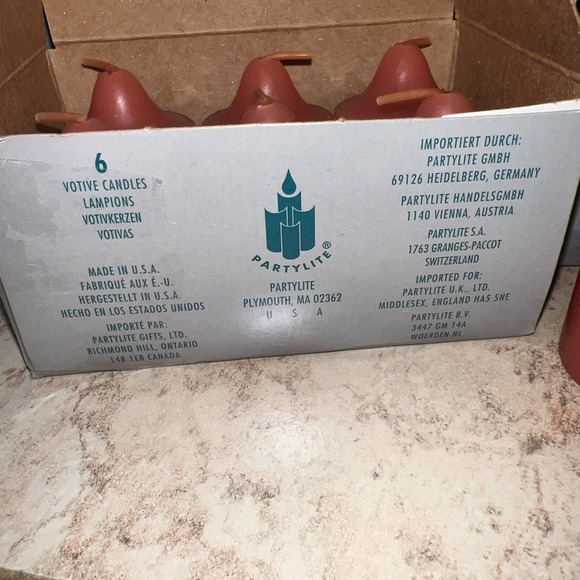 6
VOTIVE CANDLES
LAMPIONS
VOTIVKERZEN
VOTIVAS
MADE IN U.S.A.
FABRIQUÉ AUX É.-U.
HERGESTELLT IN U.S.A.
HECHO EN LOS ESTADOS UNIDOS
IMPORTÉ PAR:
PARTYLITE GIFTS, LTD.
RICHMOND HILL, ONTARIO
L4B 1E8 CANADA
PARTYLITE®
PARTYLITE
PLYMOUTH, MA 02362
U S A
IMPORTIERT DURCH:
PARTYLITE GMBH
69126 HEIDELBERG, GERMANY
PARTYLITE HANDELSGMBH
1140 VIENNA, AUSTRIA
PARTYLITE S.A.
1763 GRANGES-PACCOT
SWITZERLAND
IMPORTED FOR:
PARTYLITE U.K., LTD.
MIDDLESEX, ENGLAND HA5 5NE
PARTYLITE B.V.
3447 GM 14A
WOERDEN NL